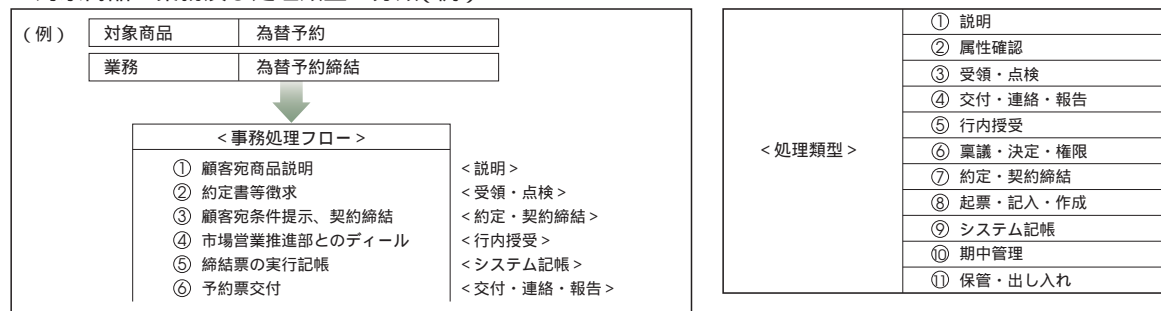 (例) 対象商品 為替予約
業務 為替予約締結
<事務処理フロー>
① 顧客宛商品説明 <説明>
② 約定書等徴求 <受領・点検>
③ 顧客宛条件提示、契約締結 <約定・契約締結>
④ 市場営業推進部とのディール <行内授受>
⑤ 締結票の実行記帳 <システム記帳>
⑥ 予約票交付 <交付・連絡・報告>
<処理類型>
① 説明
② 属性確認
③ 受領・点検
④ 交付・連絡・報告
⑤ 行内授受
⑥ 稟議・決定・権限
⑦ 約定・契約締結
⑧ 起票・記入・作成
⑨ システム記帳
⑩ 期中管理
⑪ 保管・出し入れ